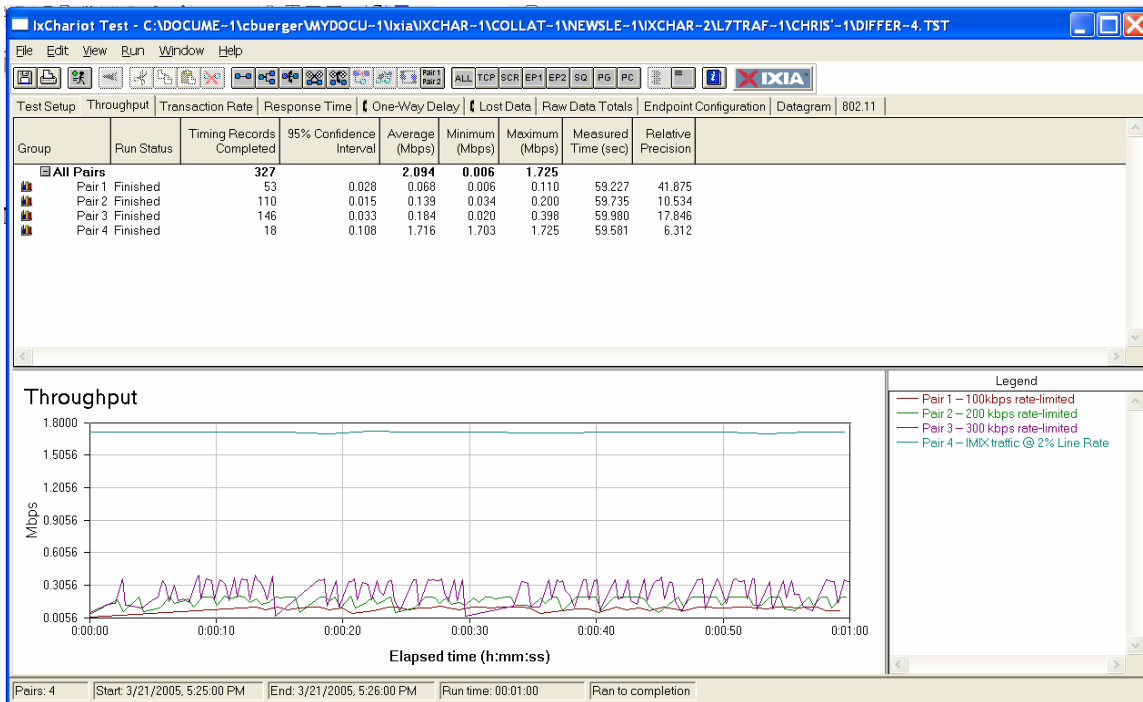 IxChariot Test - C:\DOCUME~1\cbuerger\MYDOCU~1\Ixia\IXCHAR~1\COLLAT~1\NEWSLE~1\IXCHAR~2\L7TRAF~1\CHRIS'~1\DIFFER~4.TST
File Edit View Run Window Help
Pair 1 Pair 2 ALL TCP SCR EP1 EP2 SQ PG PC IXIA
Test Setup Throughput Transaction Rate Response Time One-Way Delay Lost Data Raw Data Totals Endpoint Configuration Datagram 802.11
Group Run Status Timing Records Completed 95% Confidence Interval Average (Mbps) Minimum (Mbps) Maximum (Mbps) Measured Time (sec) Relative Precision
All Pairs 327 2.094 0.006 1.725
Pair 1 Finished 53 0.028 0.068 0.006 0.110 59.227 41.875
Pair 2 Finished 110 0.015 0.139 0.034 0.200 59.735 10.534
Pair 3 Finished 146 0.033 0.184 0.020 0.398 59.980 17.846
Pair 4 Finished 18 0.108 1.716 1.703 1.725 59.581 6.312
Throughput
Mbps
1.8000
1.5056
1.2056
0.9056
0.6056
0.3056
0.0056
0:00:00 0:00:10 0:00:20 0:00:30 0:00:40 0:00:50 0:01:00
Elapsed time (h:mm:ss)
Legend
Pair 1 -- 100kbps rate-limited
Pair 2 -- 200 kbps rate-limited
Pair 3 -- 300 kbps rate-limited
Pair 4 -- IMIX traffic @ 2% Line Rate
Pairs: 4 Start: 3/21/2005, 5:25:00 PM End: 3/21/2005, 5:26:00 PM Run time: 00:01:00 Ran to completion